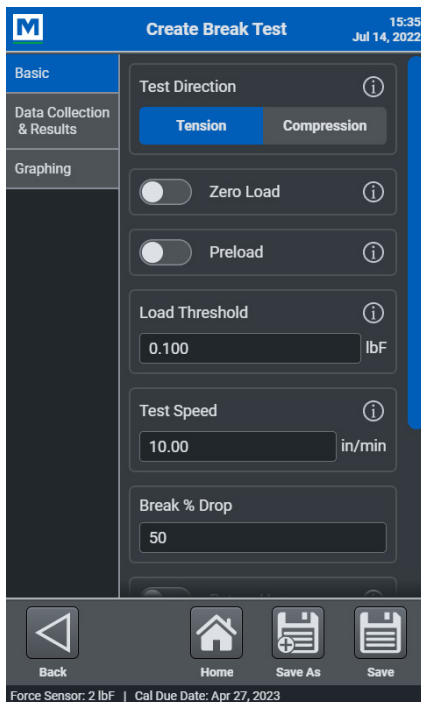 M
Create Break Test
15:35
Jul 14, 2022
Basic
Data Collection
& Results
Graphing
Test Direction
Tension
Compression
Zero Load
Preload
Load Threshold
0.100
lbF
Test Speed
10.00
in/min
Break % Drop
50
Back
Home
Save As
Save
Force Sensor: 2 lbF | Cal Due Date: Apr 27, 2023